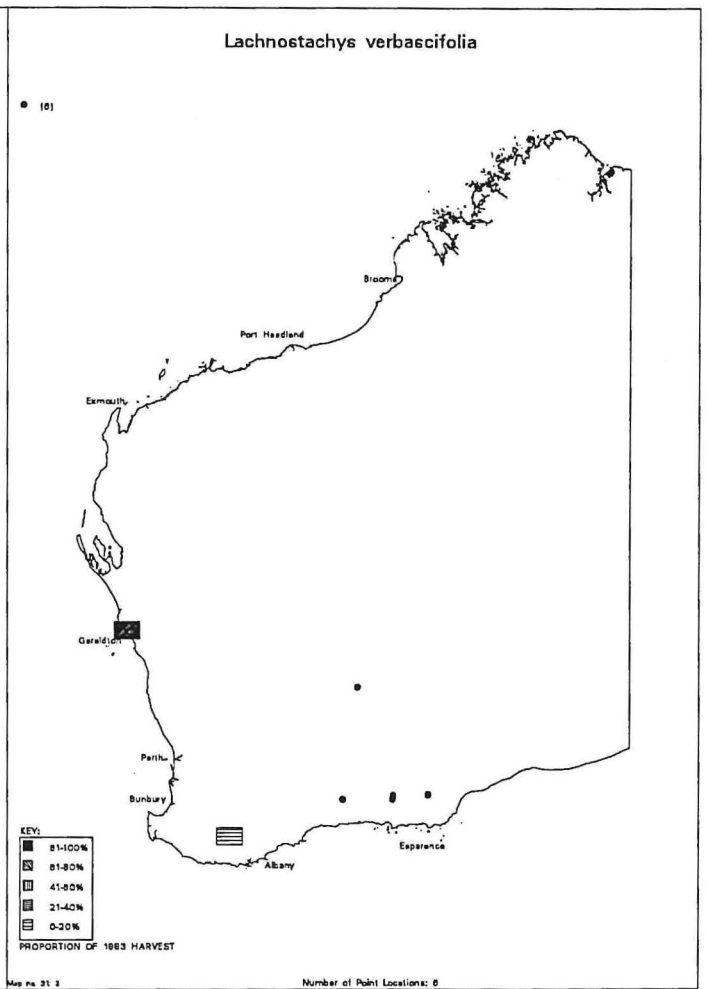 Lachnostachys verbascifolia
(6)
Broome
Port Headland
Exmouth
Geraldton
Perth
Bunbury
Albany
Esperance
KEY:
81-100%
61-80%
41-60%
21-40%
0-20%
PROPORTION OF 1983 HARVEST
Map no. 31. 3
Number of Point Locations: 6